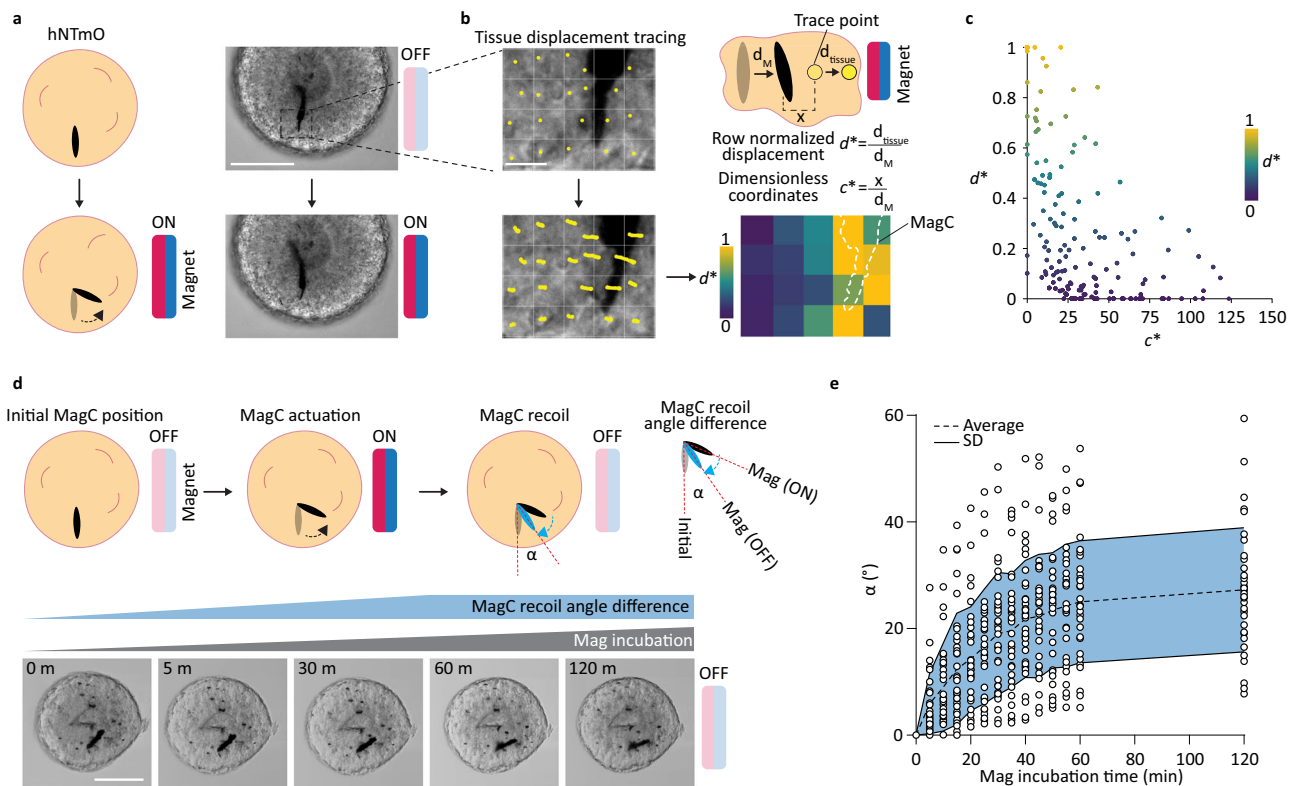 a
hNTmO
OFF
ON
Magnet
ON
b
Tissue displacement tracing
Trace point
d_M
d_tissue
x
Magnet
Row normalized
displacement
d*= d_tissue / d_M
Dimensionless
coordinates
c*= x / d_M
MagC
1
d*
0
c
d*
1
0.8
0.6
0.4
0.2
0
0 25 50 75 100 125 150
c*
1
d*
0
d
Initial MagC position
OFF
Magnet
MagC actuation
ON
MagC recoil
OFF
α
MagC recoil
angle difference
Mag (ON)
Mag (OFF)
Initial
α
MagC recoil angle difference
Mag incubation
0 m
5 m
30 m
60 m
120 m
OFF
e
Average
SD
α (°)
60
40
20
0
0 20 40 60 80 100 120
Mag incubation time (min)